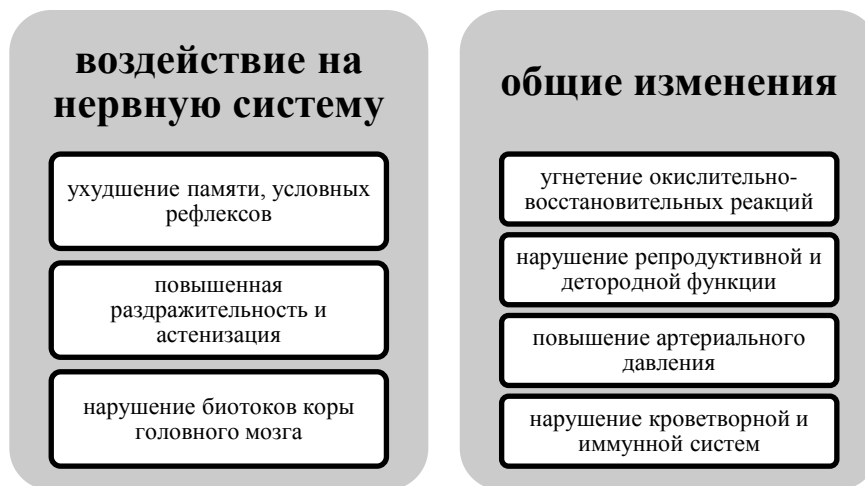 воздействие на
нервную систему
ухудшение памяти, условных
рефлексов
повышенная
раздражительность и
астенизация
нарушение биотоков коры
головного мозга
общие изменения
угнетение окислительно-
восстановительных реакций
нарушение репродуктивной и
детородной функции
повышение артериального
давления
нарушение кроветворной и
иммунной систем